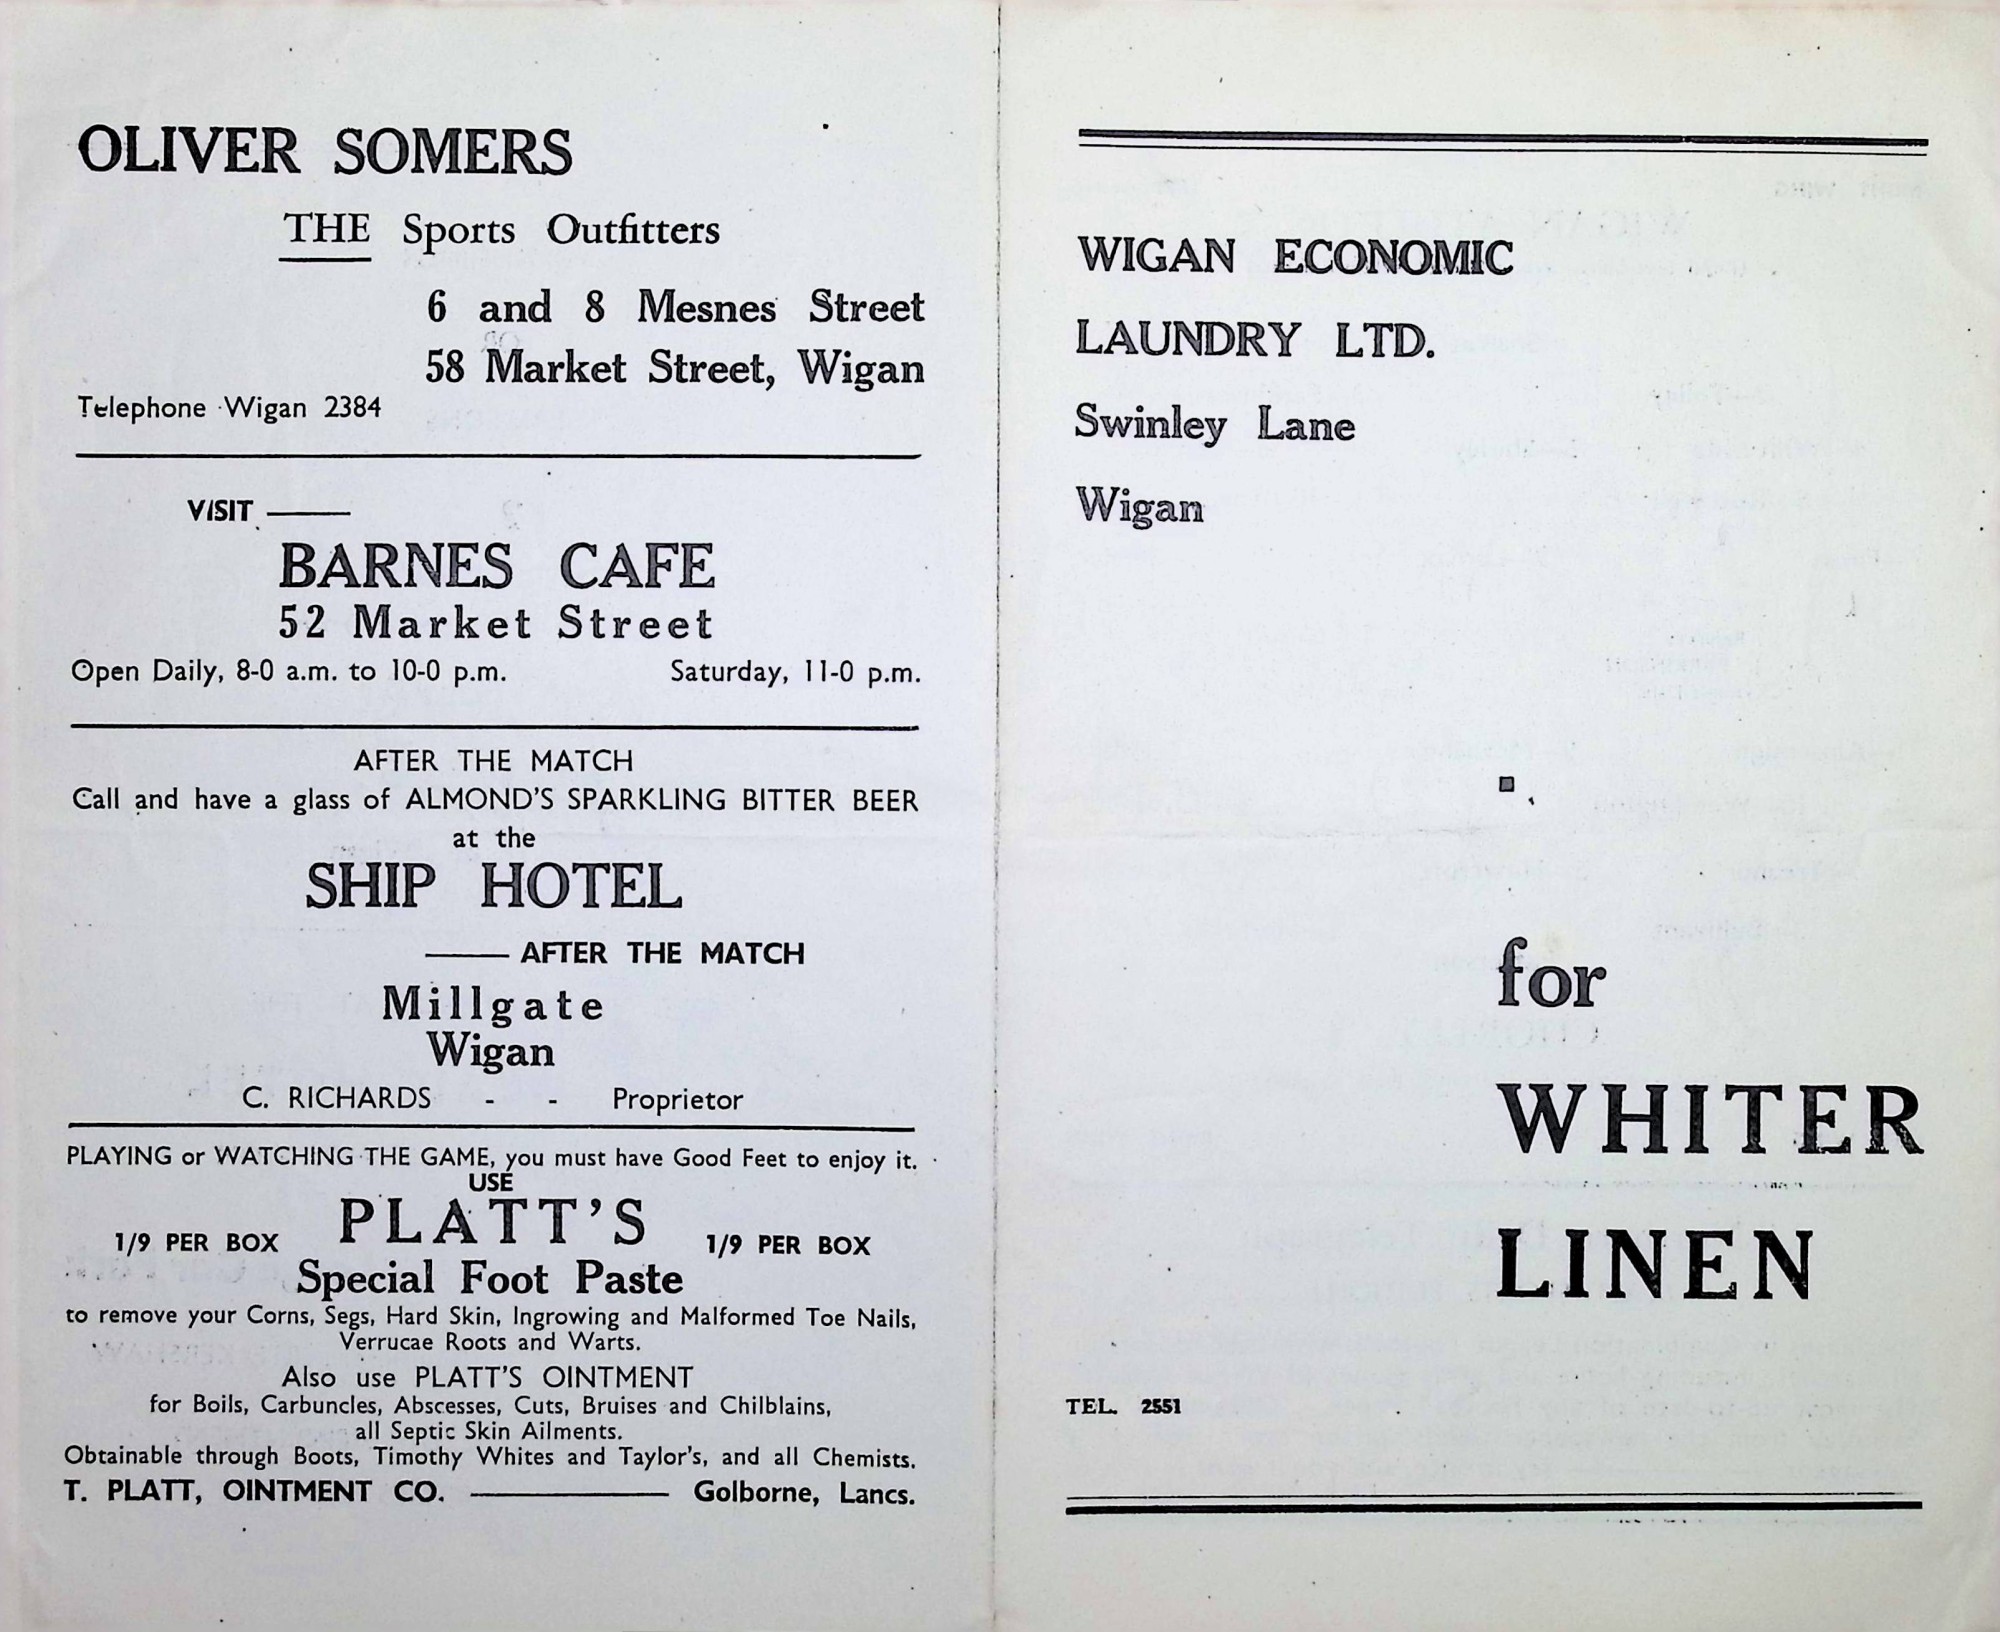 OLIVER SOMERS
THE Sports Outfitters
6 and 8 Mesnes Street
58 Market Street, Wigan
Telephone Wigan 2384
VISIT
BARNES CAFE
52 Market Street
Open Daily, 8-0 a.m. to 10-0 p.m. Saturday, 11-0 p.m.
AFTER THE MATCH
Call and have a glass of ALMOND'S SPARKLING BITTER BEER
at the
SHIP HOTEL
AFTER THE MATCH
Millgate
Wigan
C. RICHARDS - - Proprietor
PLAYING or WATCHING THE GAME, you must have Good Feet to enjoy it.
USE
1/9 PER BOX PLATT'S 1/9 PER BOX
Special Foot Paste
to remove your Corns, Segs, Hard Skin, Ingrowing and Malformed Toe Nails,
Verrucae Roots and Warts.
Also use PLATT'S OINTMENT
for Boils, Carbuncles, Abscesses, Cuts, Bruises and Chilblains,
all Septic Skin Ailments.
Obtainable through Boots, Timothy Whites and Taylor's, and all Chemists.
T. PLATT, OINTMENT CO. Golborne, Lancs.
WIGAN ECONOMIC
LAUNDRY LTD.
Swinley Lane
Wigan
for
WHITER
LINEN
TEL. 2551